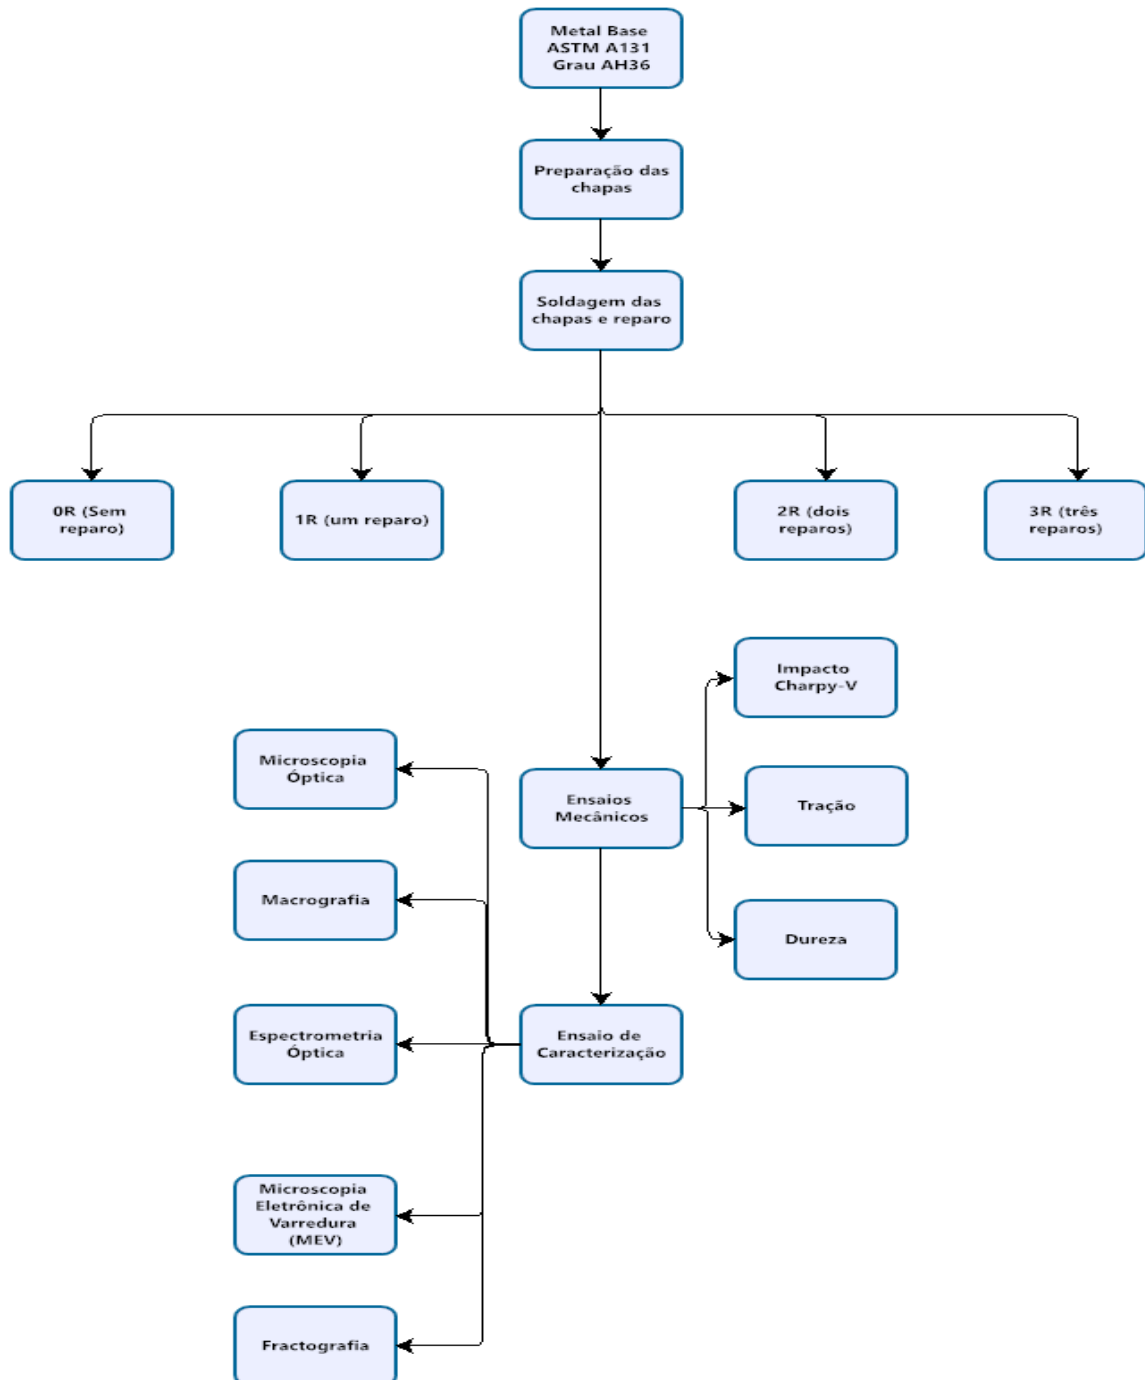 Metal Base
ASTM A131
Grau AH36
Preparação das
chapas
Soldagem das
chapas e reparo
0R (Sem
reparo)
1R (um reparo)
2R (dois
reparos)
3R (três
reparos)
Impacto
Charpy-V
Microscopia
Óptica
Ensaios
Mecânicos
Tração
Macrografia
Dureza
Espectrometria
Óptica
Ensaio de
Caracterização
Microscopia
Eletrônica de
Varredura
(MEV)
Fractografia